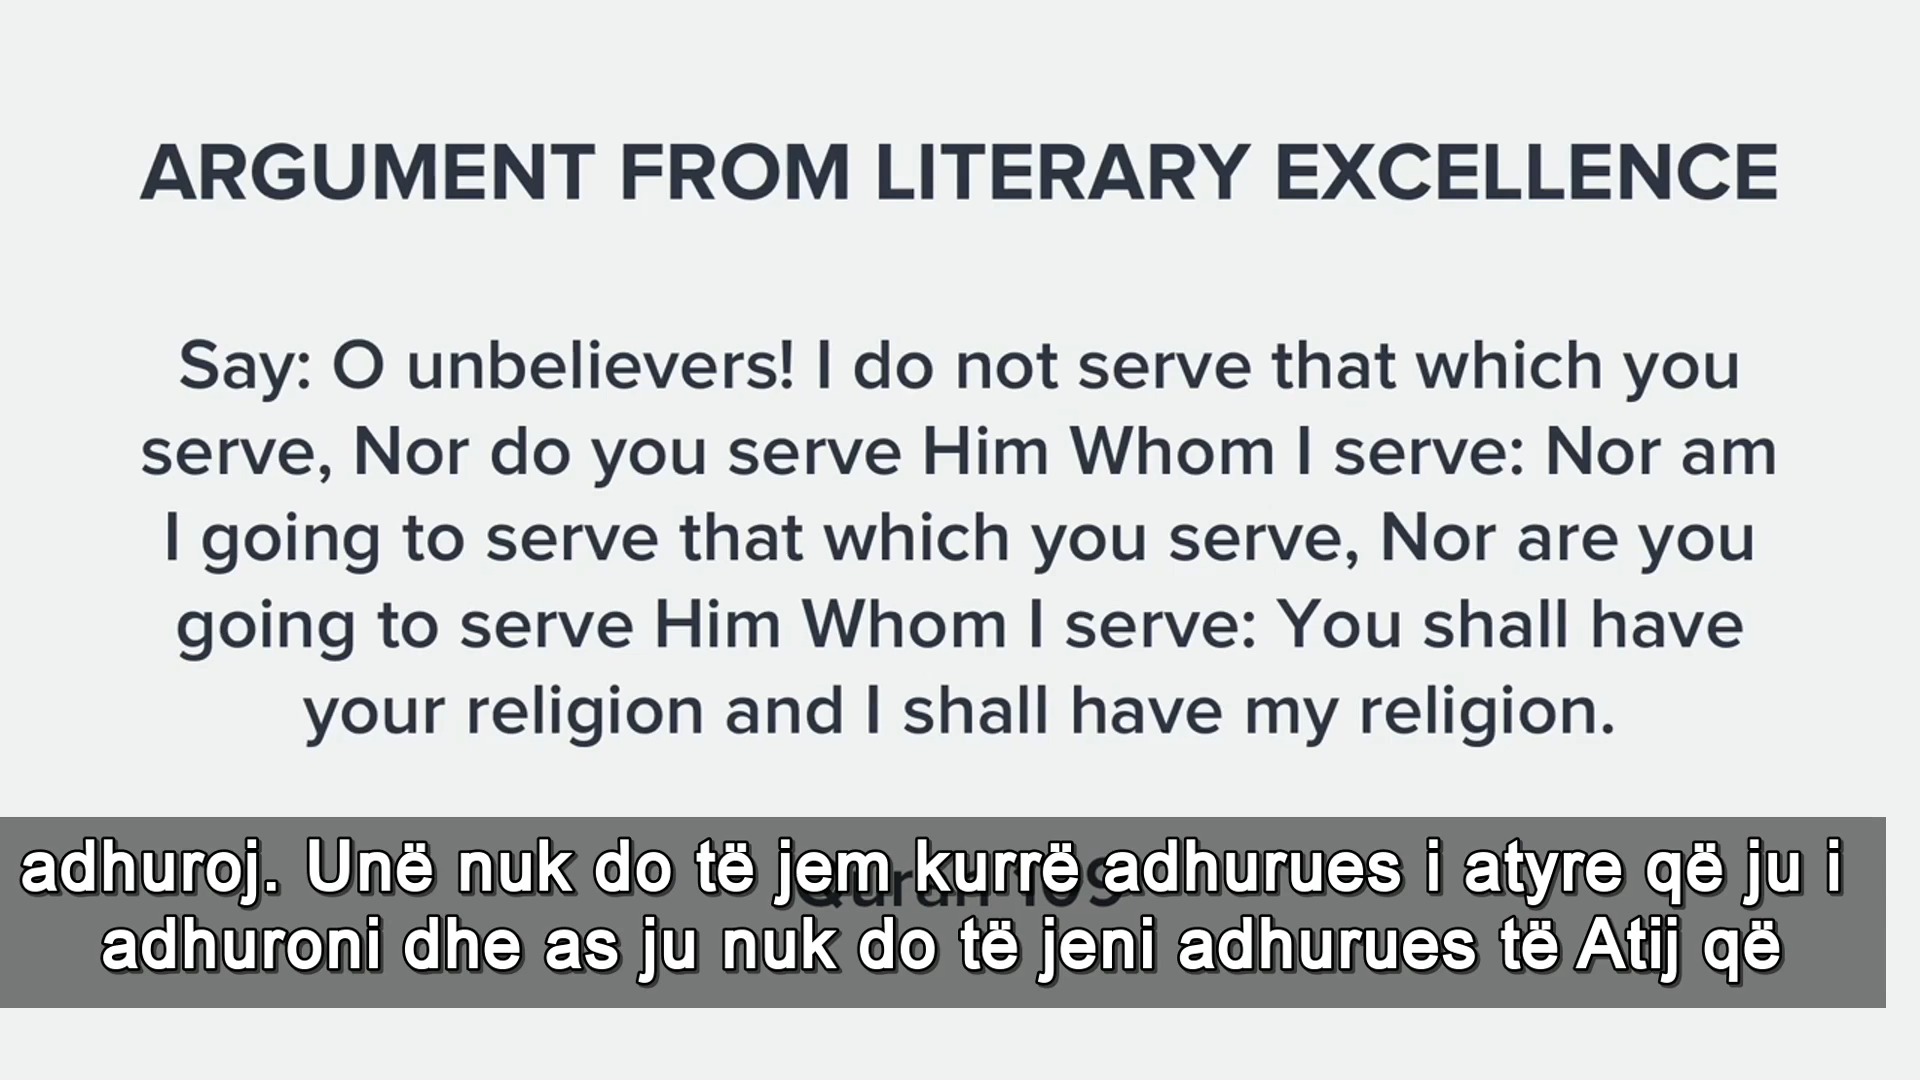 ARGUMENT FROM LITERARY EXCELLENCE
Say: O unbelievers! I do not serve that which you
serve, Nor do you serve Him Whom I serve: Nor am
I going to serve that which you serve, Nor are you
going to serve Him Whom I serve: You shall have
your religion and I shall have my religion.
Quran 109
adhuroj. Unë nuk do të jem kurrë adhurues i atyre që ju i
adhuroni dhe as ju nuk do të jeni adhurues të Atij që